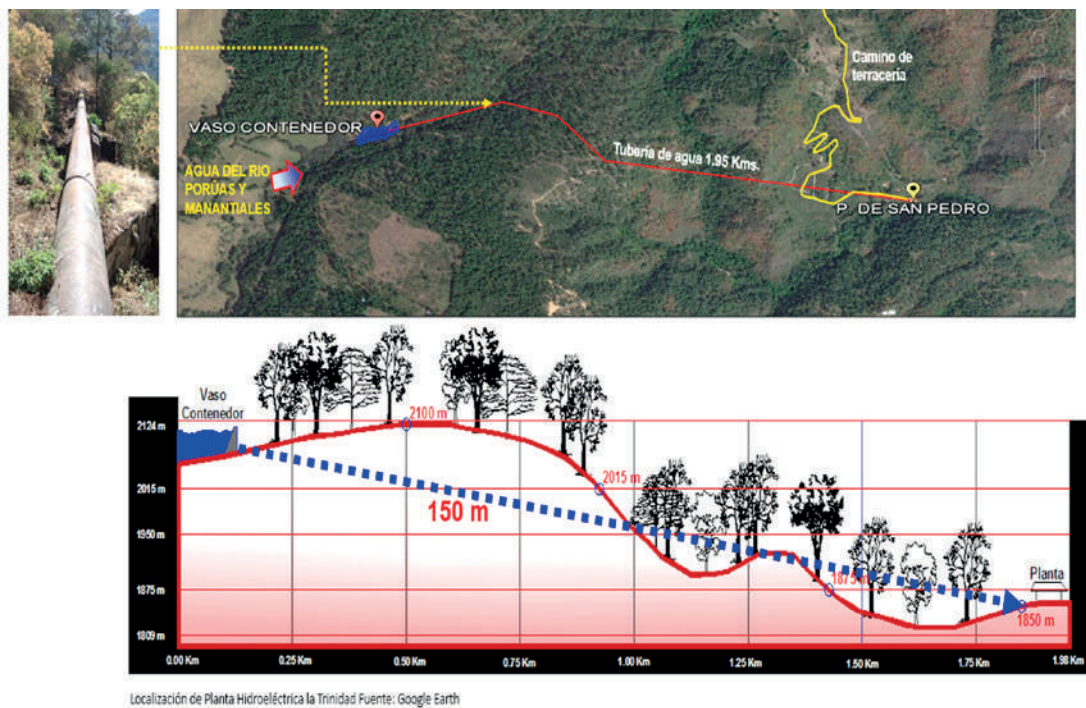 Camino de
terracería
VASO CONTENEDOR
AGUA DEL RIO
PORÚAS Y
MANANTIALES
Tubería de agua 1.95 Kms.
P. DE SAN PEDRO
Vaso
Contenedor
2124 m
2100 m
2015 m
2015 m
150 m
1950 m
1875 m
1875 m
Planta
1850 m
1809 m
0.00 Km
0.25 Km
0.50 Km
0.75 Km
1.00 Km
1.25 Km
1.50 Km
1.75 Km
1.98 Km
Localización de Planta Hidroeléctrica la Trinidad Fuente: Google Earth